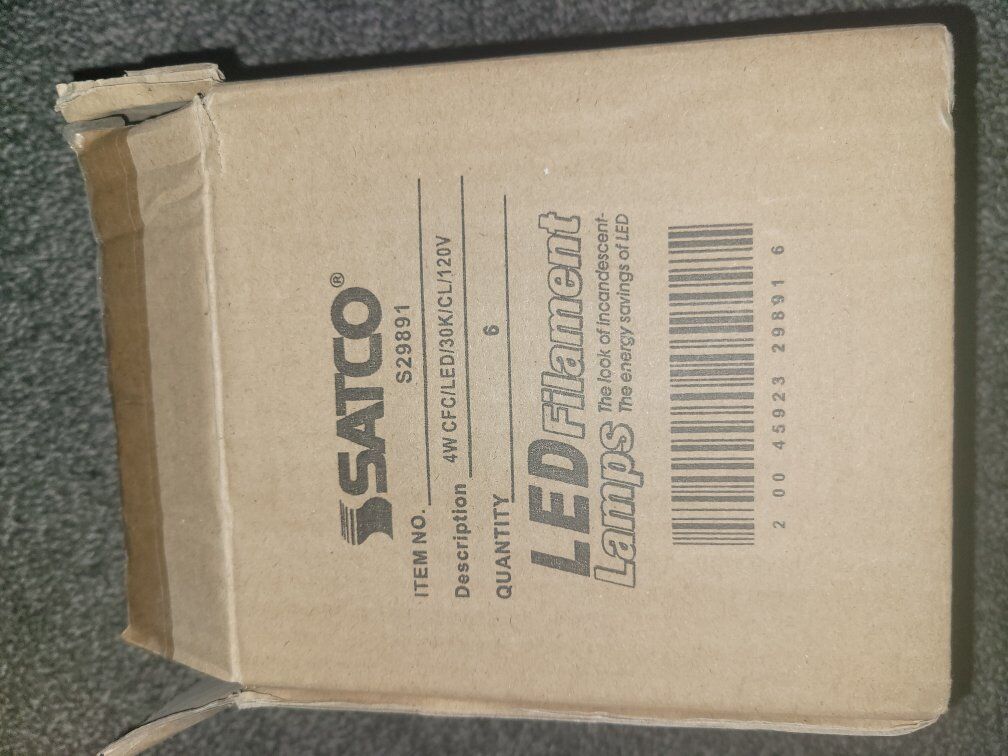 SATCO®
ITEM NO. S29891
Description 4W CFC/LED/30K/CL/120V
QUANTITY 6
LED Filament
Lamps The look of incandescent-
The energy savings of LED
2 00 45923 29891 6